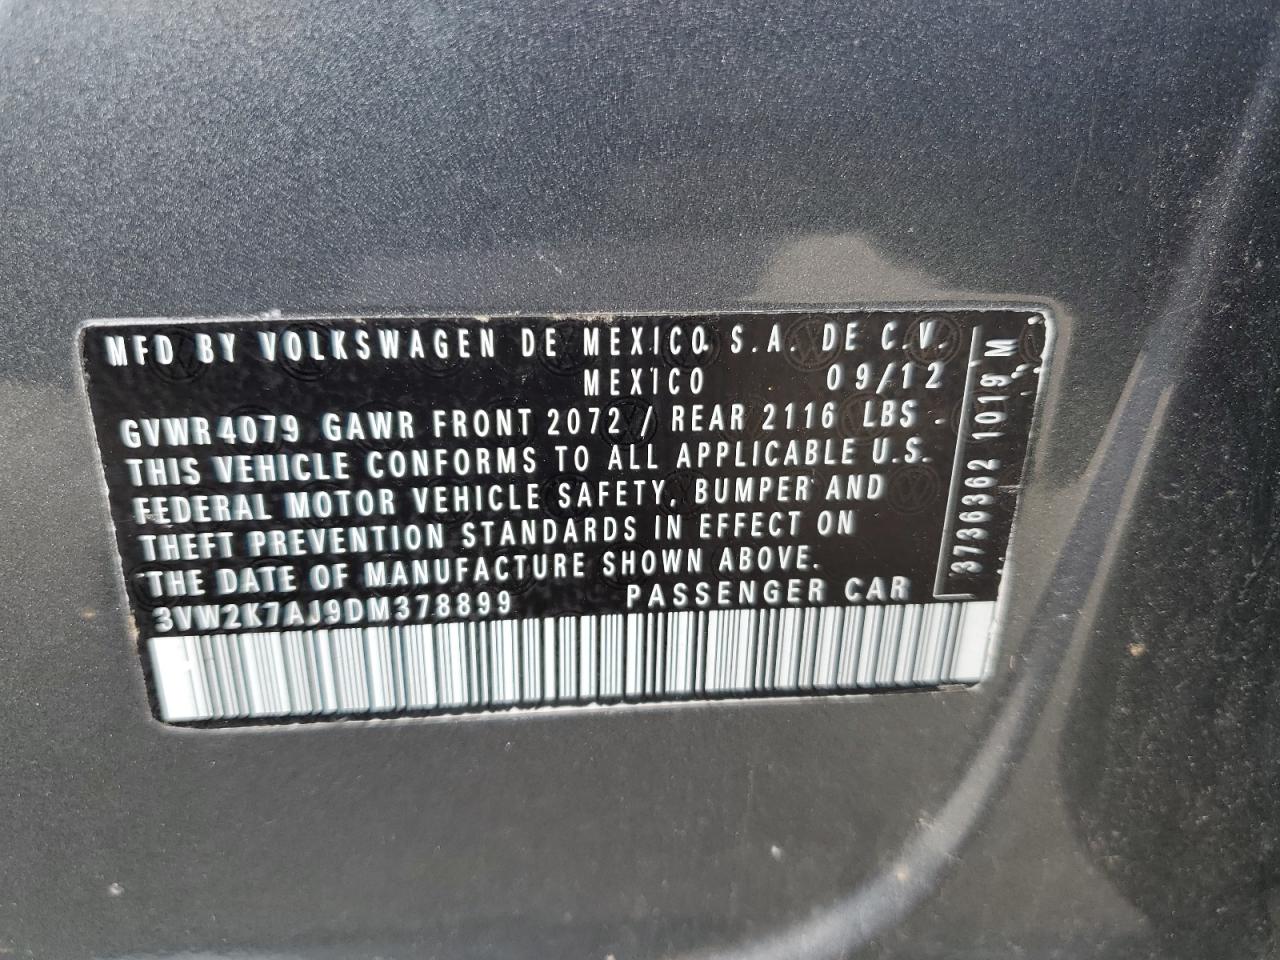 MFD BY VOLKSWAGEN DE MEXICO S.A. DE C.V.
MEXICO 09/12
GVWR 4079 GAWR FRONT 2072 / REAR 2116 LBS.
THIS VEHICLE CONFORMS TO ALL APPLICABLE U.S.
FEDERAL MOTOR VEHICLE SAFETY, BUMPER AND
THEFT PREVENTION STANDARDS IN EFFECT ON
THE DATE OF MANUFACTURE SHOWN ABOVE.
3VW2K7AJ9DM378899 PASSENGER CAR
3736362 1019 M